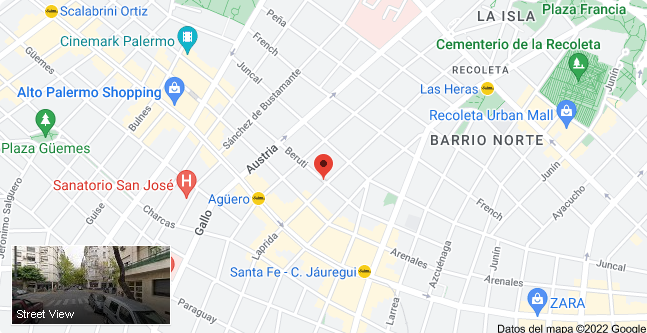 Scalabrini Ortiz
Peña
LA ISLA
Plaza Francia
Cinemark Palermo
French
Cementerio de la Recoleta
Juncal
RECOLETA
Junín
Alto Palermo Shopping
Las Heras
Bulnes
Sánchez de Bustamante
Recoleta Urban Mall
Plaza Güemes
Austria
Beruti
BARRIO NORTE
Junín
Sanatorio San José
H
Agüero
Jerónimo Salguero
Guise
Gallo
Charcas
French
Ayacucho
Laprida
Arenales
Azcuénaga
Juncal
Santa Fe - C. Jáuregui
Arenales
Larrea
ZARA
Paraguay
Street View
Datos del mapa ©2022 Google